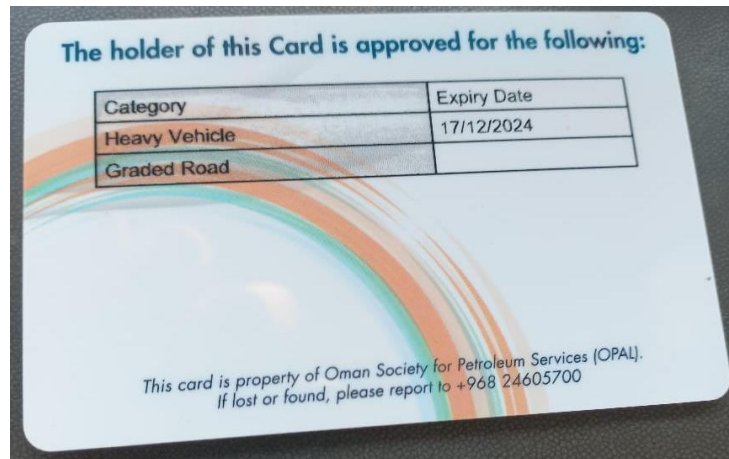 The holder of this Card is approved for the following:
Category Expiry Date
Heavy Vehicle 17/12/2024
Graded Road
This card is property of Oman Society for Petroleum Services (OPAL).
If lost or found, please report to +968 24605700